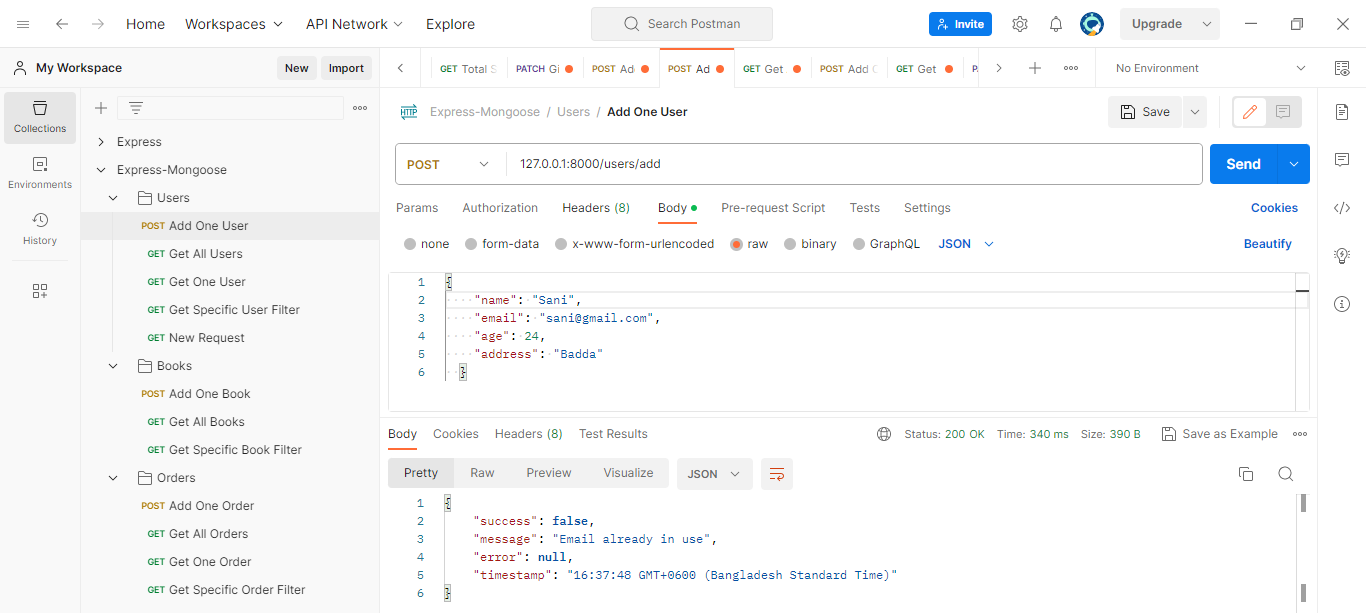 Home Workspaces API Network Explore Search Postman Invite Upgrade
My Workspace New Import
GET Total S PATCH Gi POST Ad POST Ad GET Get POST Add C GET Get No Environment
Collections
Environments
History
Express
Express-Mongoose
Users
POST Add One User
GET Get All Users
GET Get One User
GET Get Specific User Filter
GET New Request
Books
POST Add One Book
GET Get All Books
GET Get Specific Book Filter
Orders
POST Add One Order
GET Get All Orders
GET Get One Order
GET Get Specific Order Filter
HTTP Express-Mongoose / Users / Add One User Save
POST 127.0.0.1:8000/users/add Send
Params Authorization Headers (8) Body Pre-request Script Tests Settings Cookies
none form-data x-www-form-urlencoded raw binary GraphQL JSON Beautify
1 {
2 "name": "Sani",
3 "email": "sani@gmail.com",
4 "age": 24,
5 "address": "Badda"
6 }
Body Cookies Headers (8) Test Results Status: 200 OK Time: 340 ms Size: 390 B Save as Example
Pretty Raw Preview Visualize JSON
1 {
2 "success": false,
3 "message": "Email already in use",
4 "error": null,
5 "timestamp": "16:37:48 GMT+0600 (Bangladesh Standard Time)"
6 }